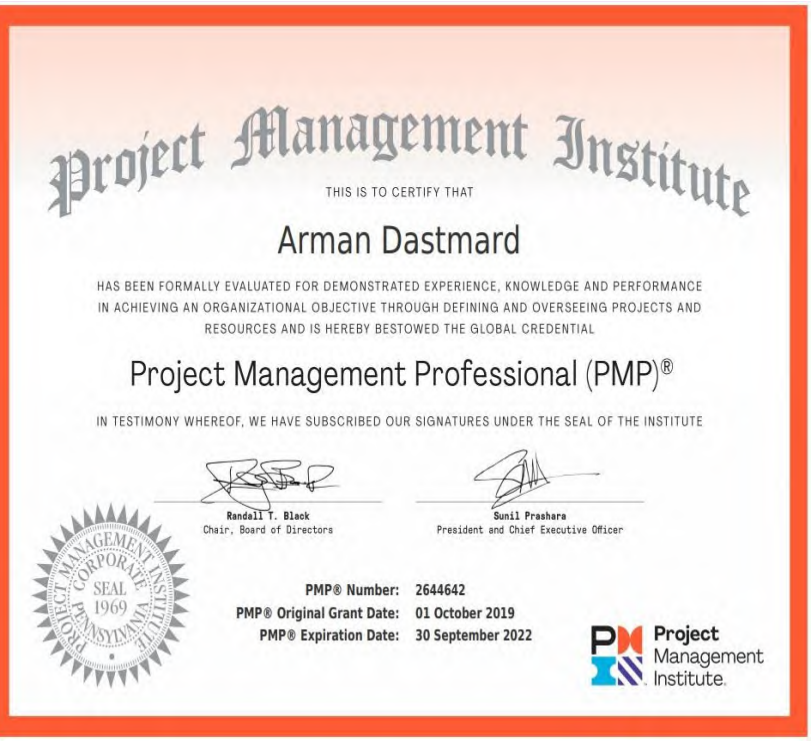 Project Management Institute
THIS IS TO CERTIFY THAT
Arman Dastmard
HAS BEEN FORMALLY EVALUATED FOR DEMONSTRATED EXPERIENCE, KNOWLEDGE AND PERFORMANCE
IN ACHIEVING AN ORGANIZATIONAL OBJECTIVE THROUGH DEFINING AND OVERSEEING PROJECTS AND
RESOURCES AND IS HEREBY BESTOWED THE GLOBAL CREDENTIAL
Project Management Professional (PMP)®
IN TESTIMONY WHEREOF, WE HAVE SUBSCRIBED OUR SIGNATURES UNDER THE SEAL OF THE INSTITUTE
Randall T. Black
Chair, Board of Directors
Sunil Prashara
President and Chief Executive Officer
PROJECT MANAGEMENT INSTITUTE
CORPORATE
SEAL
1969
PENNSYLVANIA
PMP® Number: 2644642
PMP® Original Grant Date: 01 October 2019
PMP® Expiration Date: 30 September 2022
PM
Project
Management
Institute.